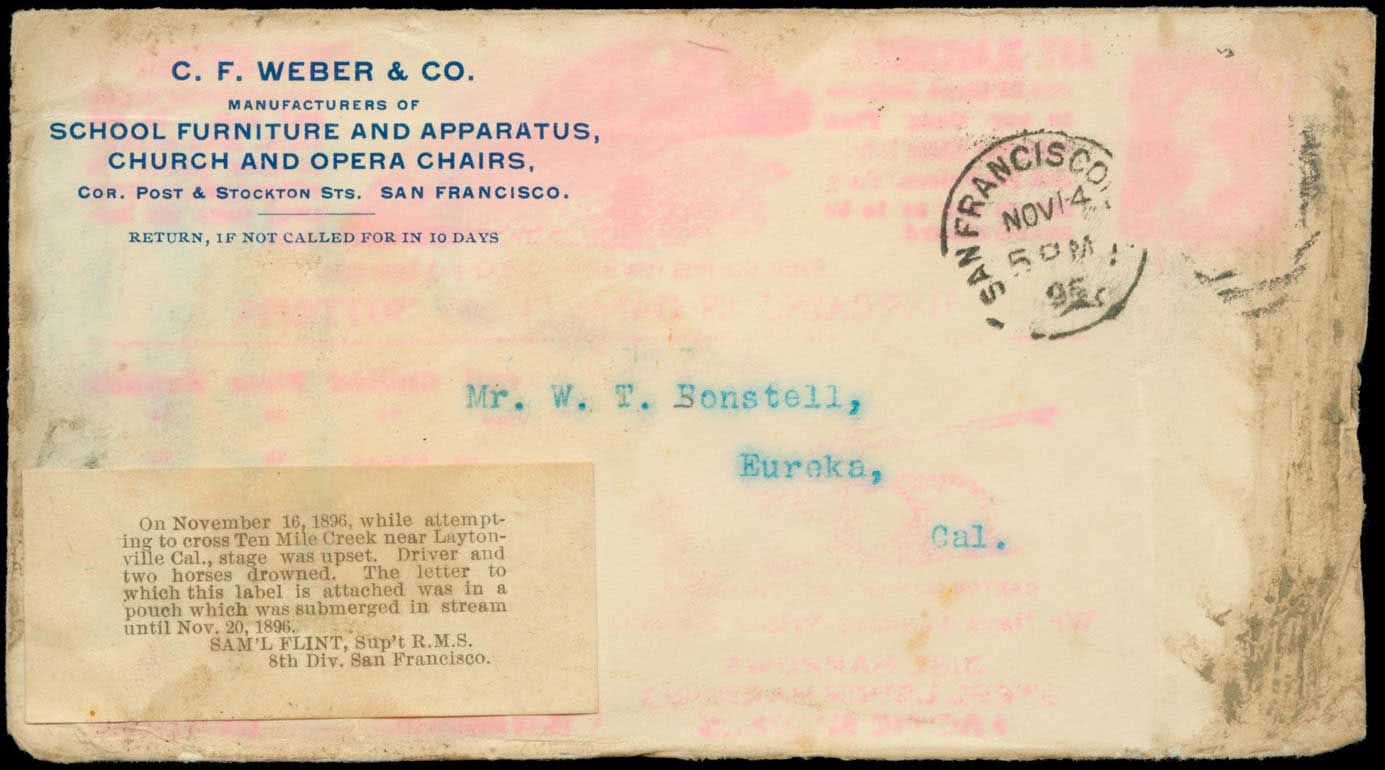 C. F. WEBER & CO.
MANUFACTURERS OF
SCHOOL FURNITURE AND APPARATUS,
CHURCH AND OPERA CHAIRS,
COR. POST & STOCKTON STS. SAN FRANCISCO.
RETURN, IF NOT CALLED FOR IN 10 DAYS
SAN FRANCISCO
NOV 14
5 PM
Mr. W. T. Bonstell,
Eureka,
Cal.
On November 16, 1896, while attempt-
ing to cross Ten Mile Creek near Layton-
ville Cal., stage was upset. Driver and
two horses drowned. The letter to
which this label is attached was in a
pouch which was submerged in stream
until Nov. 20, 1896.
SAM'L FLINT, Sup't R.M.S.
8th Div. San Francisco.